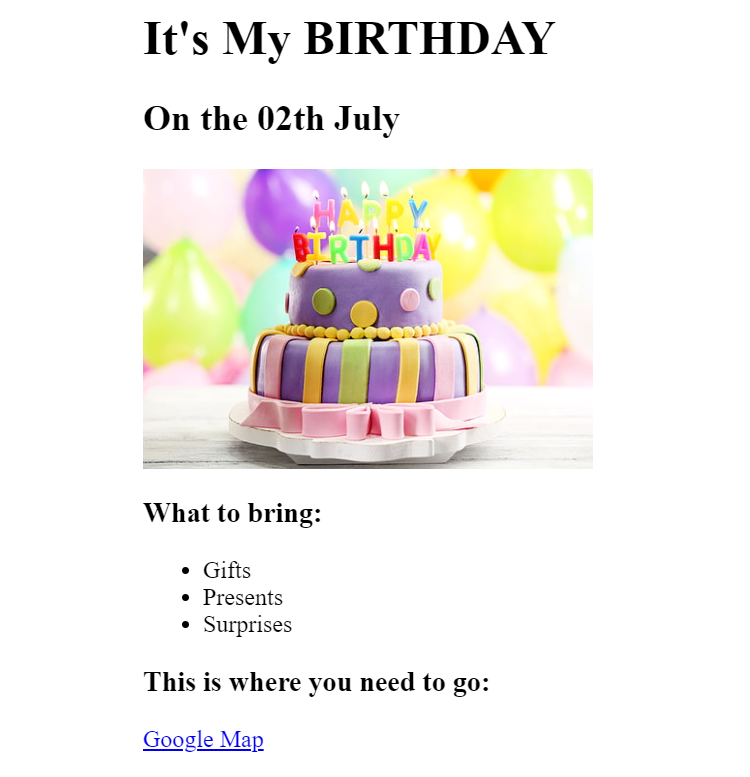 It's My BIRTHDAY
On the 02th July
HAPPY
BIRTHDAY
What to bring:
Gifts
Presents
Surprises
This is where you need to go:
Google Map